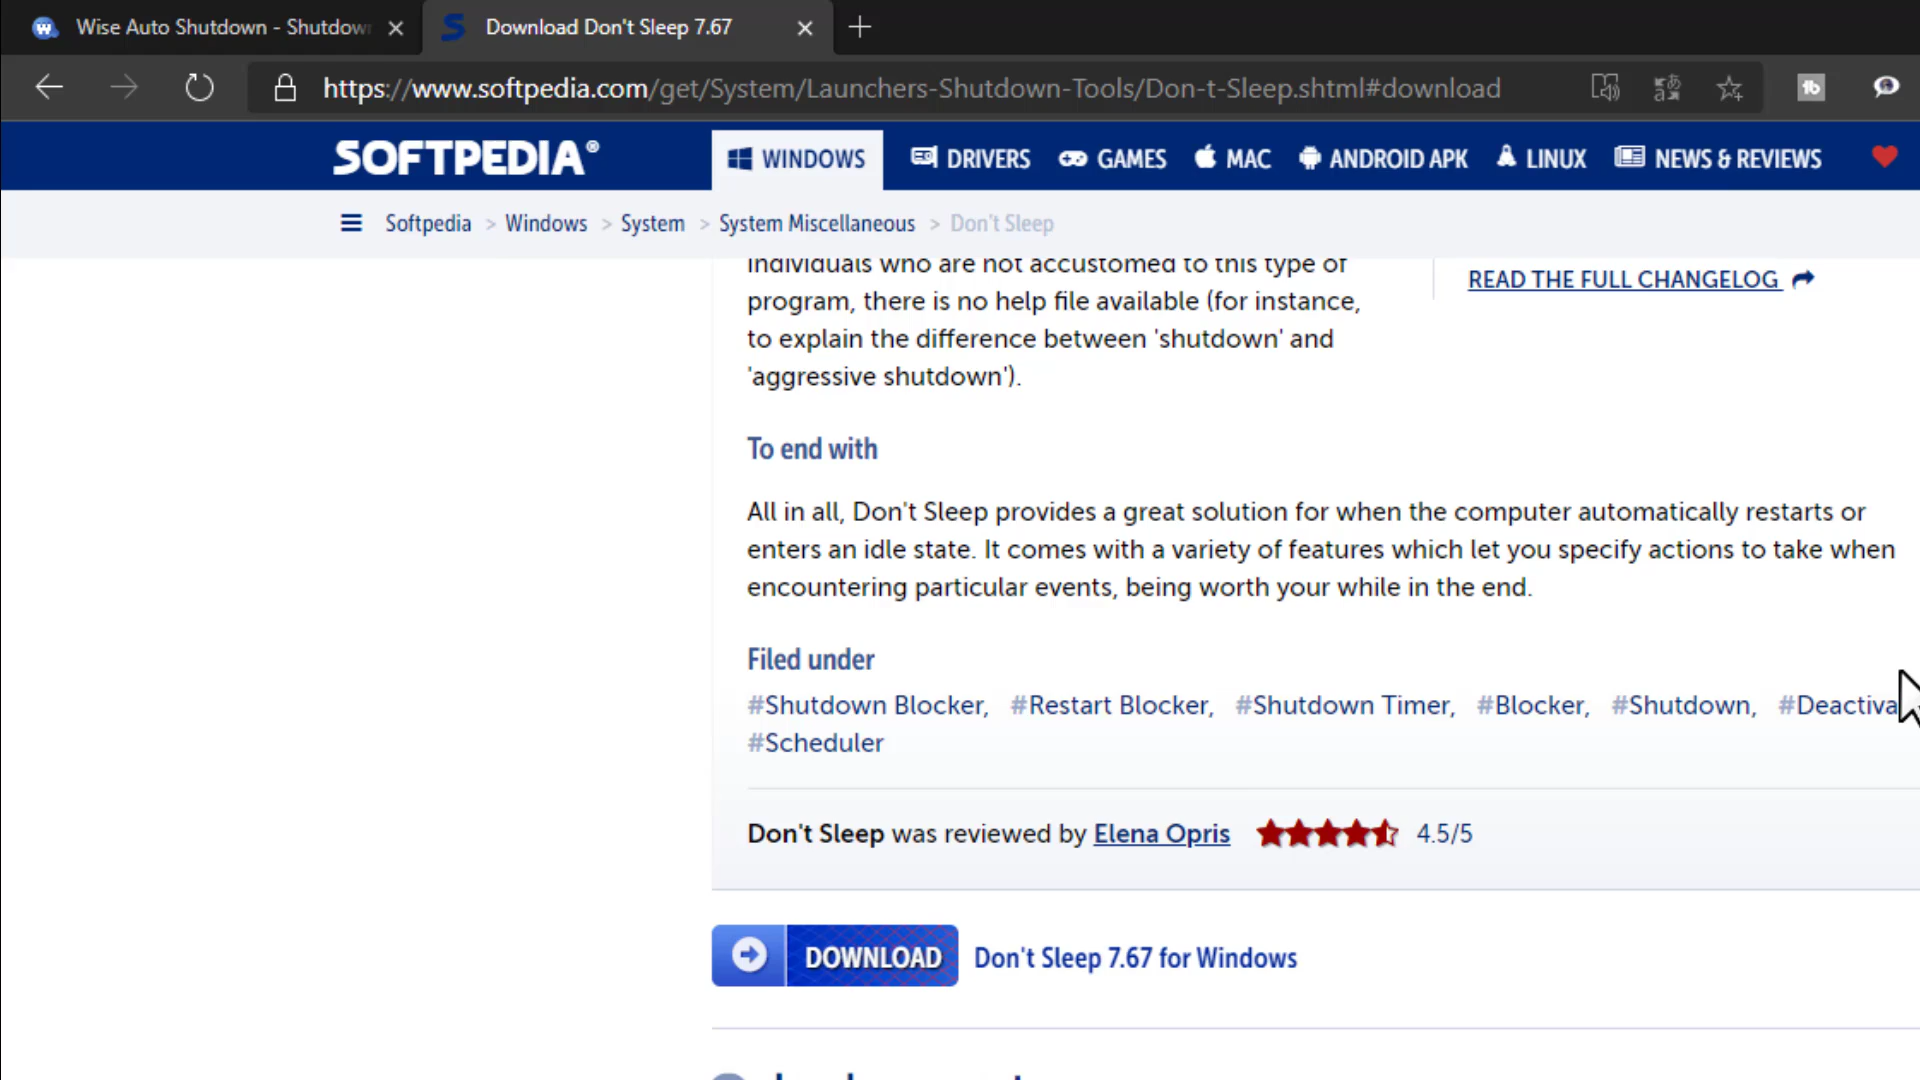 Wise Auto Shutdown - Shutdow
Download Don't Sleep 7.67
https://www.softpedia.com/get/System/Launchers-Shutdown-Tools/Don-t-Sleep.shtml#download
SOFTPEDIA®
WINDOWS
DRIVERS
GAMES
MAC
ANDROID APK
LINUX
NEWS & REVIEWS
Softpedia > Windows > System > System Miscellaneous > Don't Sleep
individuals who are not accustomed to this type of
program, there is no help file available (for instance,
to explain the difference between 'shutdown' and
'aggressive shutdown').
READ THE FULL CHANGELOG
To end with
All in all, Don't Sleep provides a great solution for when the computer automatically restarts or
enters an idle state. It comes with a variety of features which let you specify actions to take when
encountering particular events, being worth your while in the end.
Filed under
#Shutdown Blocker, #Restart Blocker, #Shutdown Timer, #Blocker, #Shutdown, #Deactiva
#Scheduler
Don't Sleep was reviewed by Elena Opris 4.5/5
DOWNLOAD Don't Sleep 7.67 for Windows